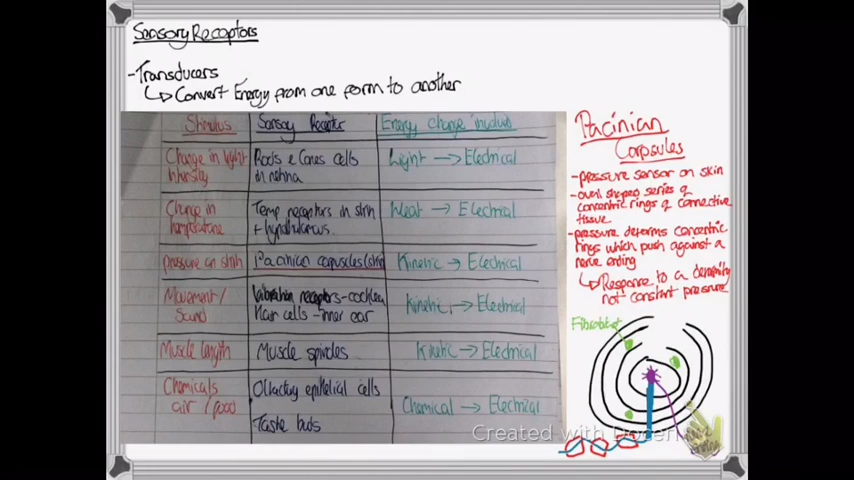 Sensory Receptors
-Transducers
↳ Convert Energy from one form to another
Stimulus Sensory Receptor Energy change involved
Change in light Rods & Cones cells Light → Electrical
intensity in retina
Change in Temp receptors in skin Heat → Electrical
temperature + hypothalamus.
pressure on skin Pacinian corpuscles (skin) Kinetic → Electrical
Movement/ Vibration receptors - cochlea Kinetic → Electrical
Sound Hair cells - inner ear
Muscle length Muscle spindles Kinetic → Electrical
Chemicals Olfactory epithelial cells Chemical → Electrical
air / food
Taste buds
Pacinian
Corpsules
-pressure sensor on skin
-oval shaped series of
concentric rings of connective
tissue
-pressure deforms concentric
rings which push against a
nerve ending
↳ Response to a
not constant pressure
Fibroblast
Created with